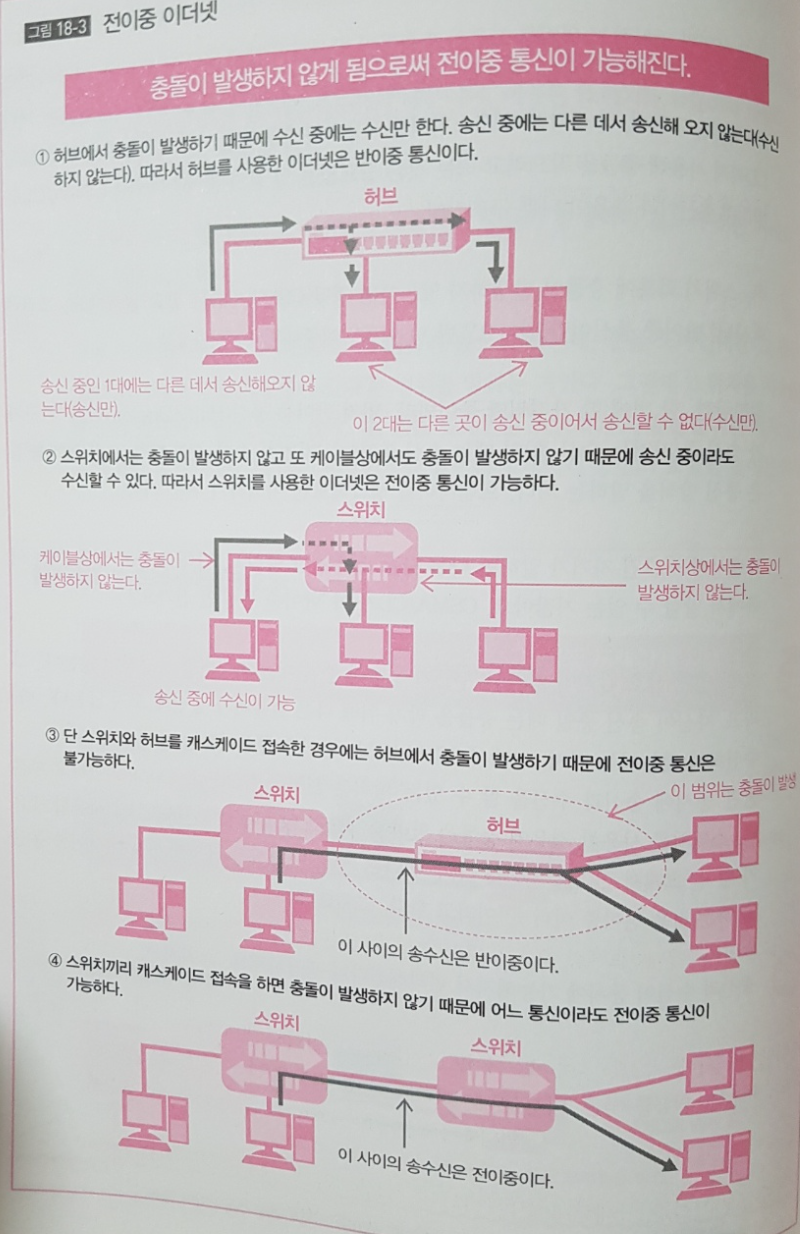 그림 18-3 전이중 이더넷
충돌이 발생하지 않게 됨으로써 전이중 통신이 가능해진다.
① 허브에서 충돌이 발생하기 때문에 수신 중에는 수신만 한다. 송신 중에는 다른 데서 송신해 오지 않는다(수신
하지 않는다). 따라서 허브를 사용한 이더넷은 반이중 통신이다.
허브
송신 중인 1대에는 다른 데서 송신해오지 않
는다(송신만).
이 2대는 다른 곳이 송신 중이어서 송신할 수 없다(수신만).
② 스위치에서는 충돌이 발생하지 않고 또 케이블상에서도 충돌이 발생하지 않기 때문에 송신 중이라도
수신할 수 있다. 따라서 스위치를 사용한 이더넷은 전이중 통신이 가능하다.
스위치
케이블상에서는 충돌이
발생하지 않는다.
스위치상에서는 충돌이
발생하지 않는다.
송신 중에 수신이 가능
③ 단 스위치와 허브를 캐스케이드 접속한 경우에는 허브에서 충돌이 발생하기 때문에 전이중 통신은
불가능하다.
이 범위는 충돌이 발생
스위치
허브
이 사이의 송수신은 반이중이다.
④ 스위치끼리 캐스케이드 접속을 하면 충돌이 발생하지 않기 때문에 어느 통신이라도 전이중 통신이
가능하다.
스위치
스위치
이 사이의 송수신은 전이중이다.